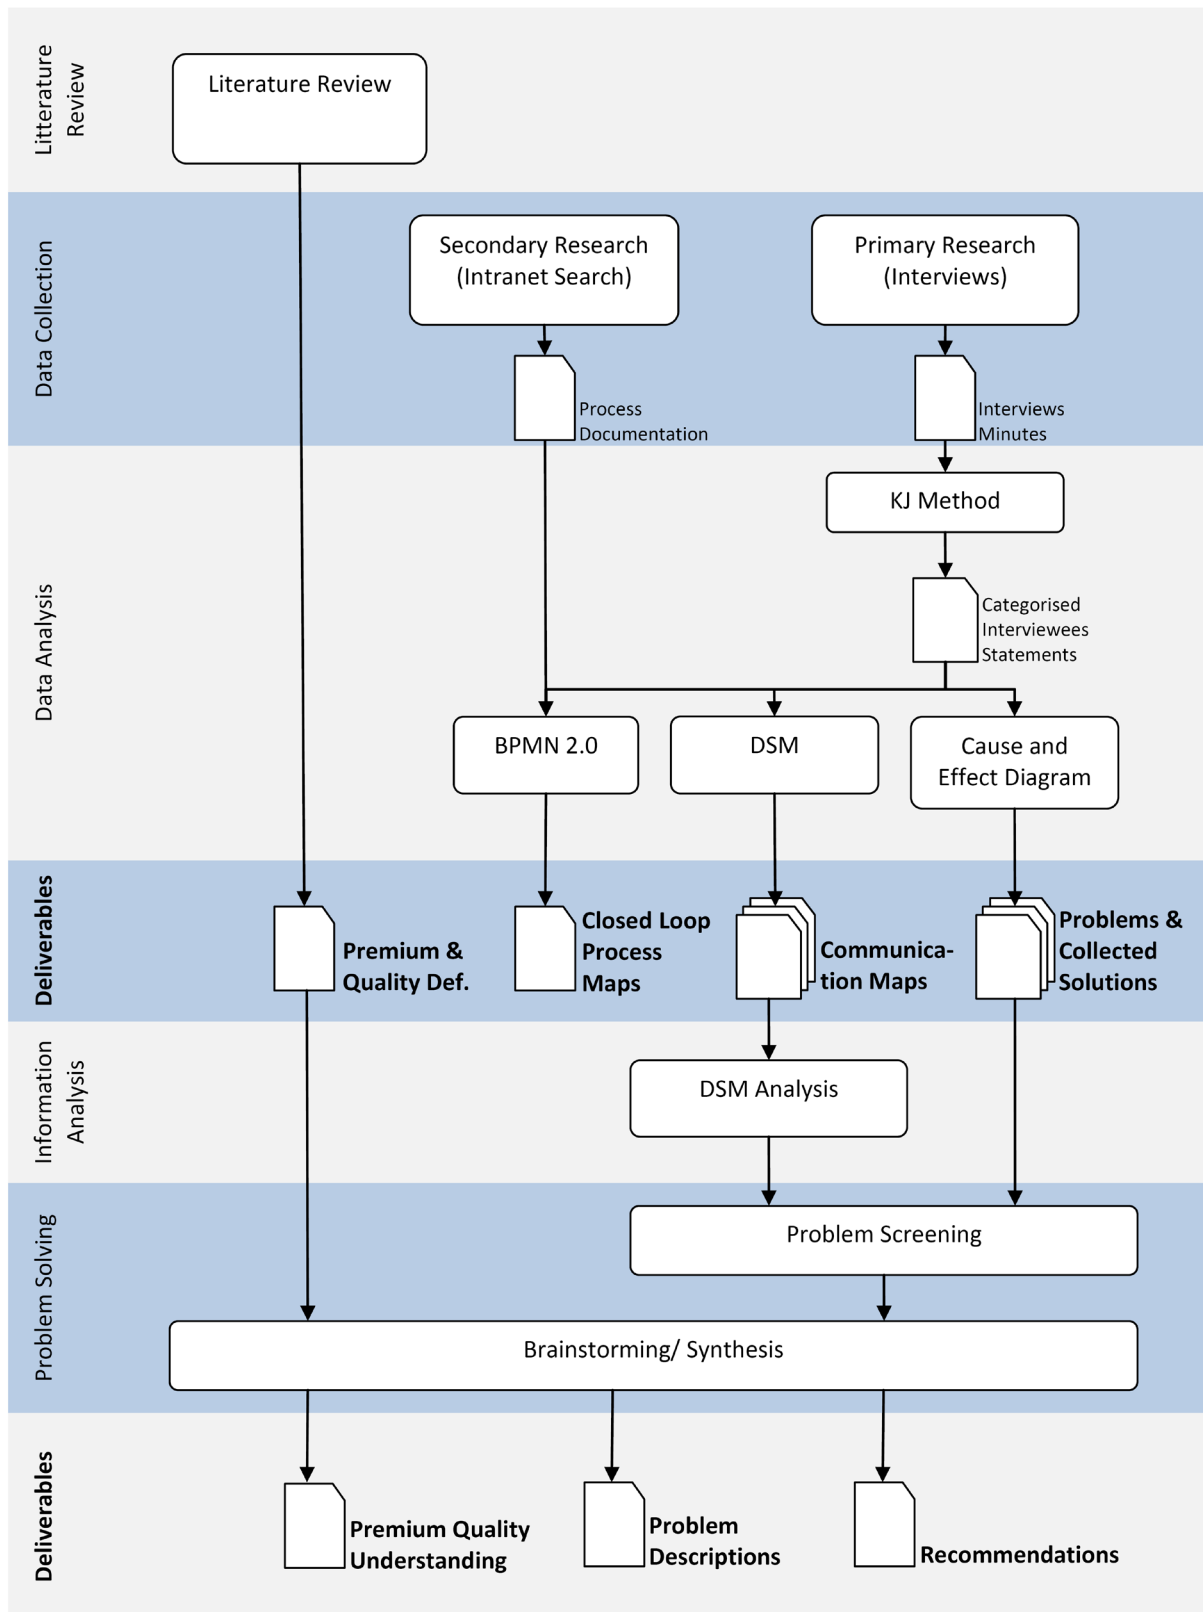 Litterature
Review
Literature Review
Data Collection
Secondary Research
(Intranet Search)
Primary Research
(Interviews)
Process
Documentation
Interviews
Minutes
Data Analysis
KJ Method
Categorised
Interviewees
Statements
BPMN 2.0
DSM
Cause and
Effect Diagram
Deliverables
Premium &
Quality Def.
Closed Loop
Process
Maps
Communica-
tion Maps
Problems &
Collected
Solutions
Information
Analysis
DSM Analysis
Problem Solving
Problem Screening
Brainstorming/ Synthesis
Deliverables
Premium Quality
Understanding
Problem
Descriptions
Recommendations